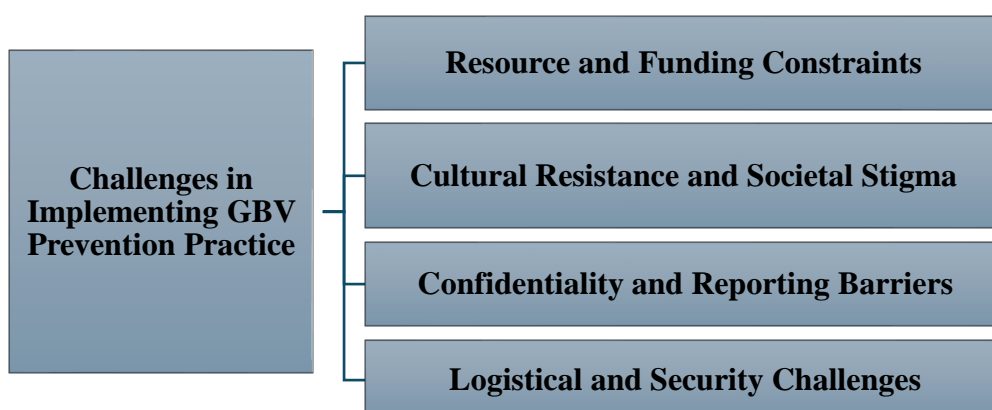 Challenges in
Implementing GBV
Prevention Practice
Resource and Funding Constraints
Cultural Resistance and Societal Stigma
Confidentiality and Reporting Barriers
Logistical and Security Challenges